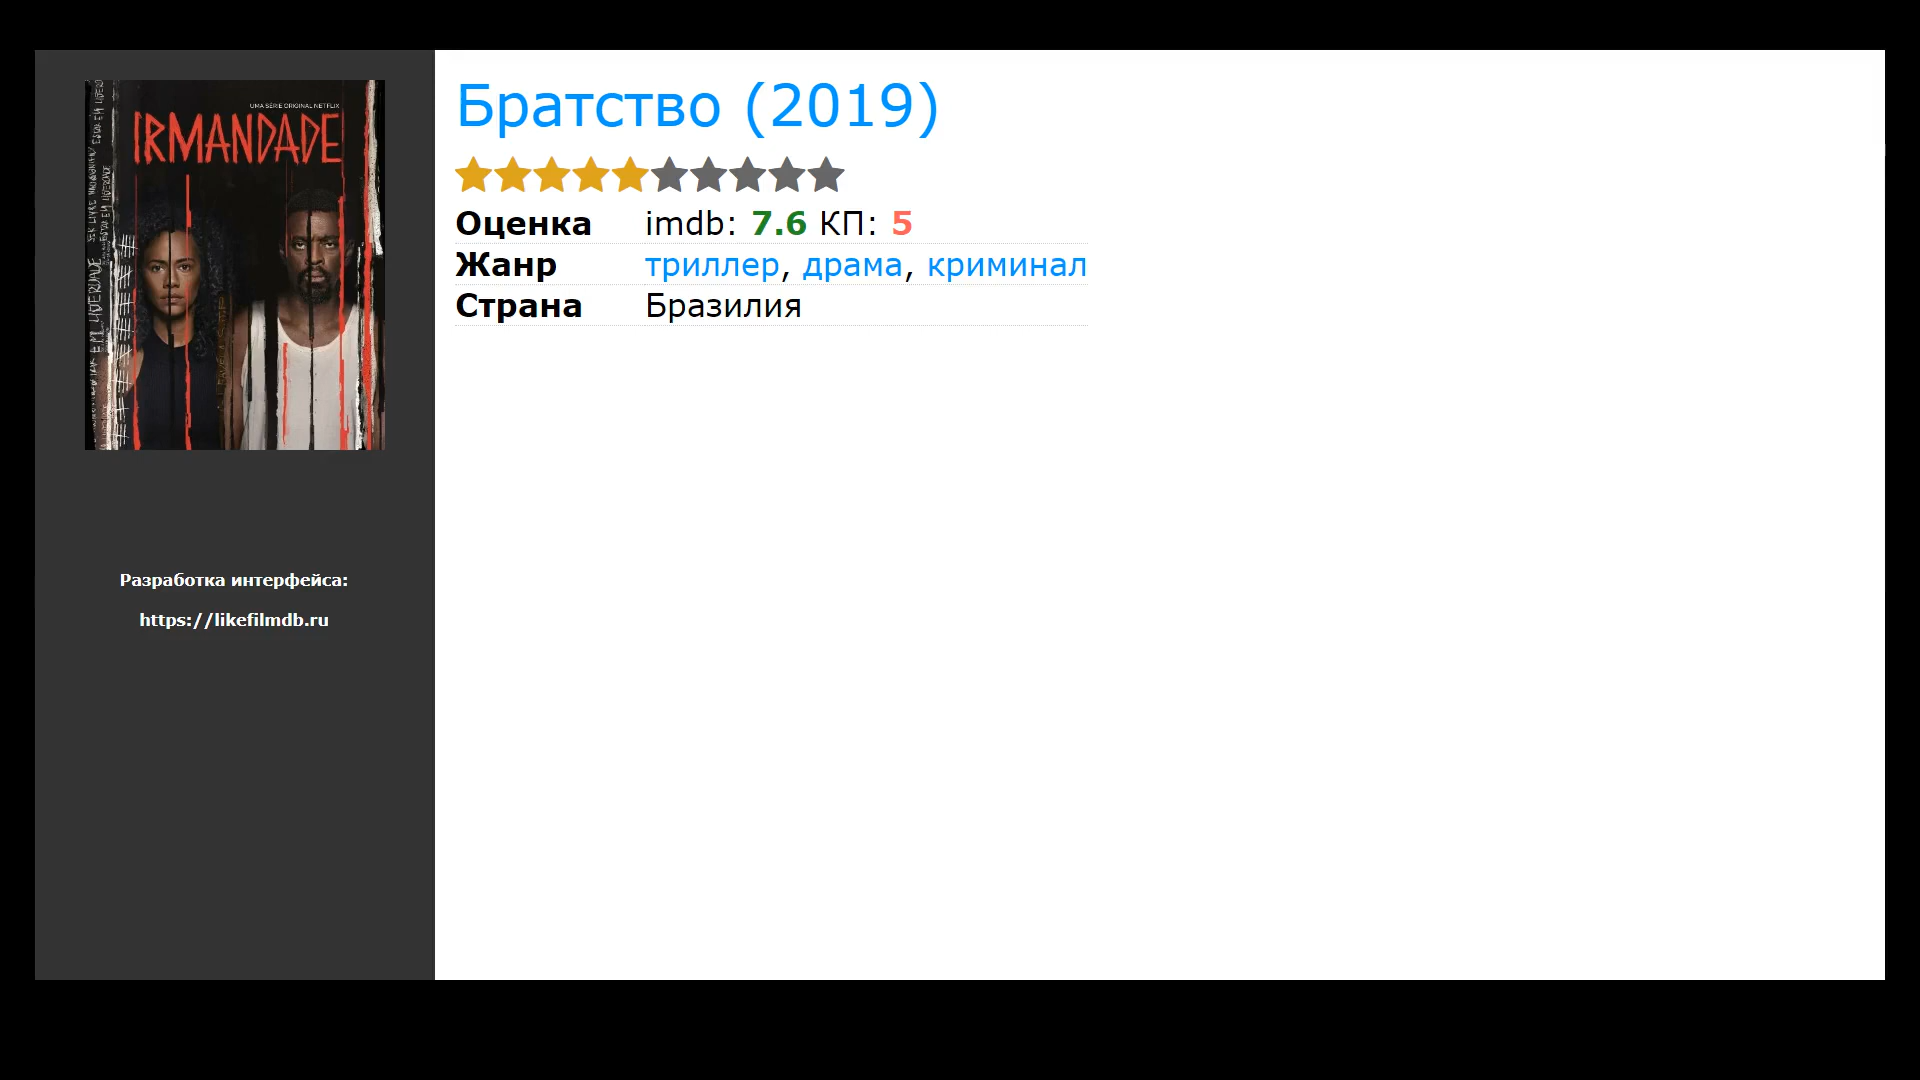 UMA SÉRIE ORIGINAL NETFLIX
IRMANDADE
Разработка интерфейса:
https://likefilmdb.ru
Братство (2019)
Оценка imdb: 7.6 КП: 5
Жанр триллер, драма, криминал
Страна Бразилия